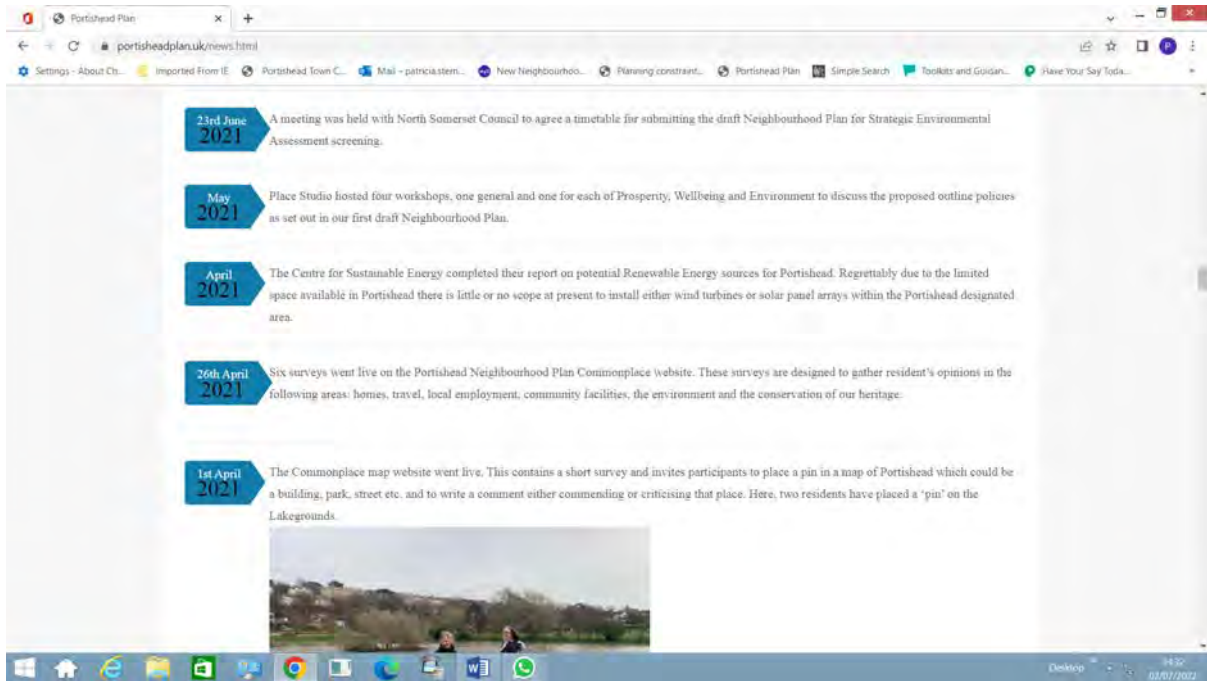 Portishead Plan
portisheadplan.uk/news.html
Settings - About Ch...
Imported From IE
Portishead Town C...
Mail - patricia.stern...
New Neighbourhoo...
Planning constraint...
Portishead Plan
Simple Search
Toolkits and Guidan...
Have Your Say Toda...
23rd June
2021
A meeting was held with North Somerset Council to agree a timetable for submitting the draft Neighbourhood Plan for Strategic Environmental
Assessment screening.
May
2021
Place Studio hosted four workshops, one general and one for each of Prosperity, Wellbeing and Environment to discuss the proposed outline policies
as set out in our first draft Neighbourhood Plan.
April
2021
The Centre for Sustainable Energy completed their report on potential Renewable Energy sources for Portishead. Regrettably due to the limited
space available in Portishead there is little or no scope at present to install either wind turbines or solar panel arrays within the Portishead designated
area.
26th April
2021
Six surveys went live on the Portishead Neighbourhood Plan Commonplace website. These surveys are designed to gather resident's opinions in the
following areas: homes, travel, local employment, community facilities, the environment and the conservation of our heritage.
1st April
2021
The Commonplace map website went live. This contains a short survey and invites participants to place a pin in a map of Portishead which could be
a building, park, street etc. and to write a comment either commending or criticising that place. Here, two residents have placed a 'pin' on the
Lakegrounds.
Desktop
14:32
02/07/2022